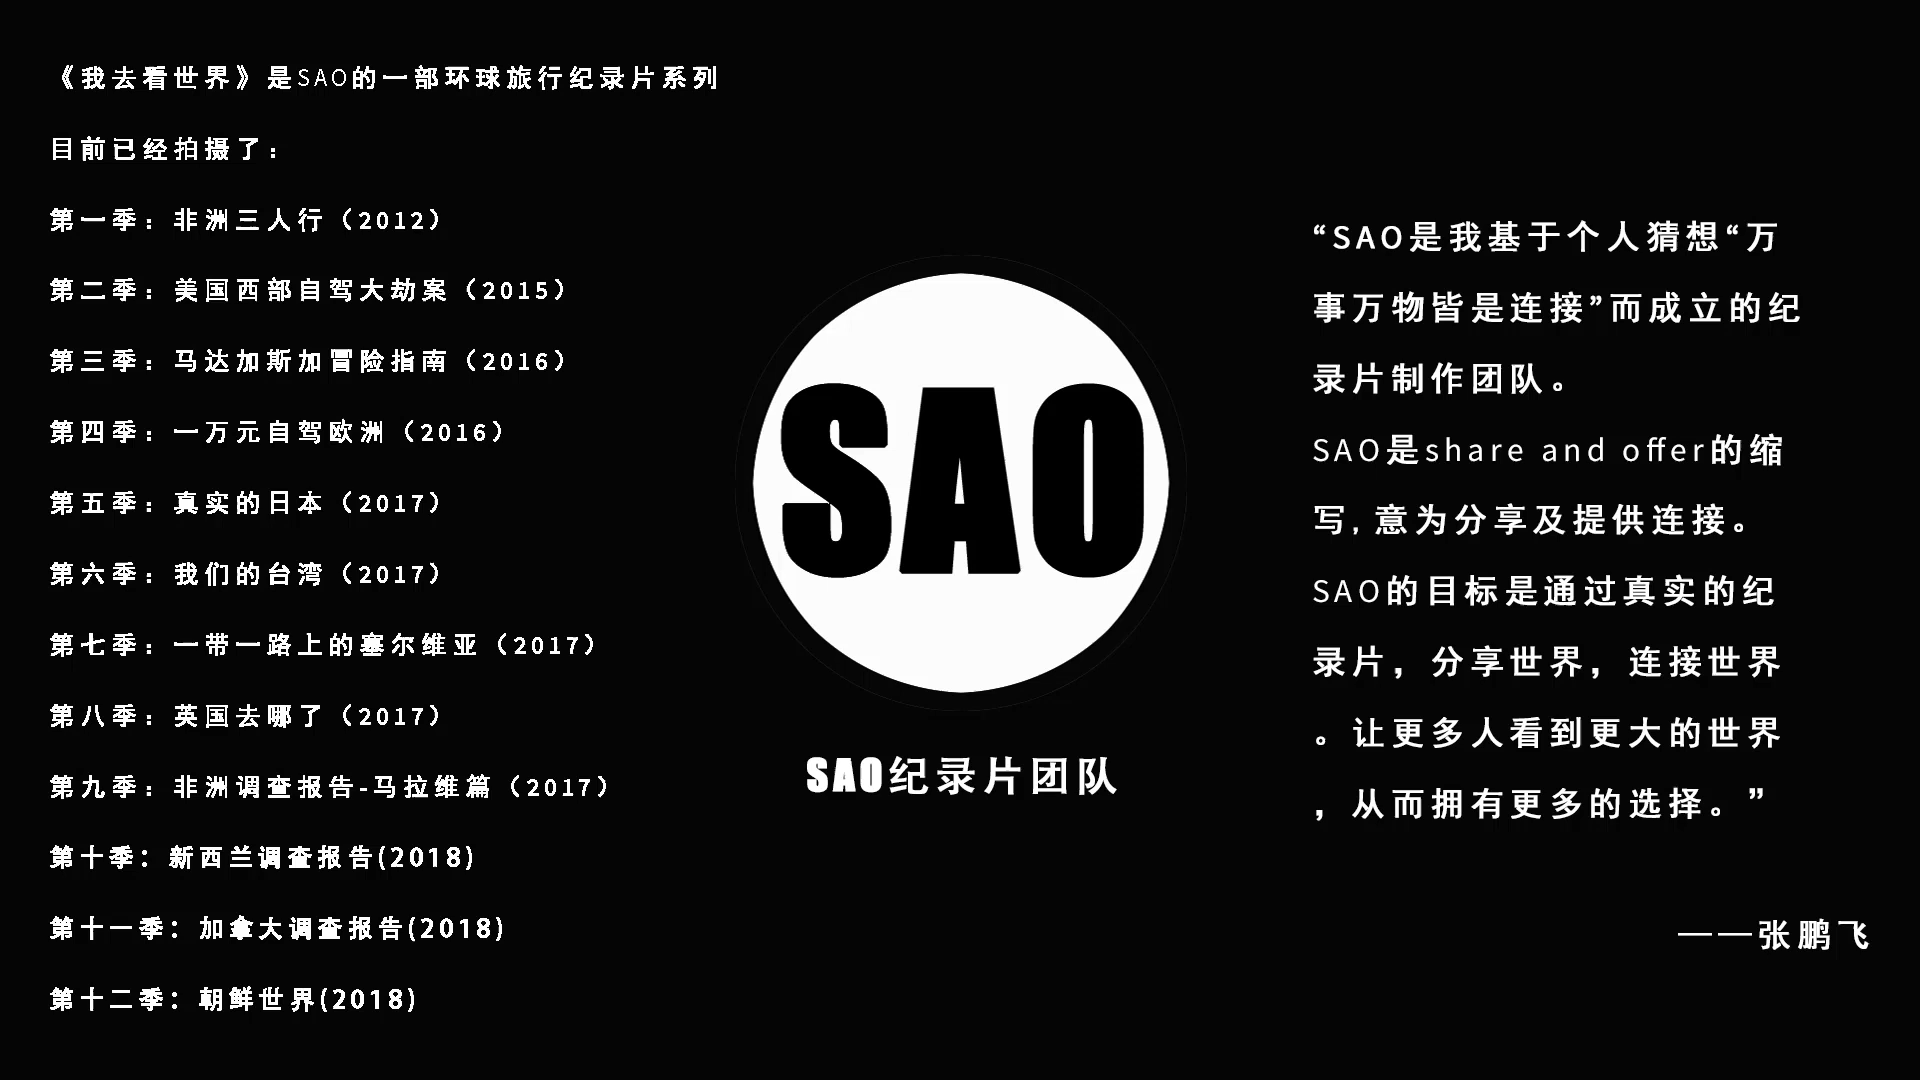 《我去看世界》是SAO的一部环球旅行纪录片系列
目前已经拍摄了：
第一季：非洲三人行（2012）
第二季：美国西部自驾大劫案（2015）
第三季：马达加斯加冒险指南（2016）
第四季：一万元自驾欧洲（2016）
第五季：真实的日本（2017）
第六季：我们的台湾（2017）
第七季：一带一路上的塞尔维亚（2017）
第八季：英国去哪了（2017）
第九季：非洲调查报告-马拉维篇（2017）
第十季：新西兰调查报告(2018)
第十一季：加拿大调查报告(2018)
第十二季：朝鲜世界(2018)
SAO
SAO纪录片团队
“SAO是我基于个人猜想“万
事万物皆是连接”而成立的纪
录片制作团队。
SAO是share and offer的缩
写,意为分享及提供连接。
SAO的目标是通过真实的纪
录片，分享世界，连接世界
。让更多人看到更大的世界
，从而拥有更多的选择。”
——张鹏飞